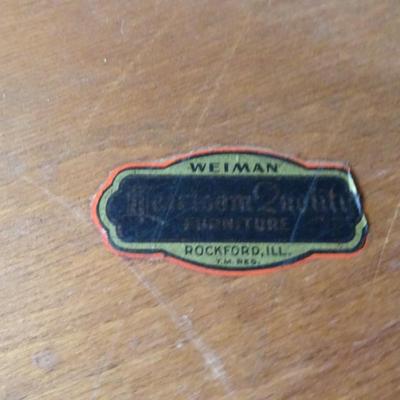 WEIMAN
Heirloom Quality
FURNITURE
ROCKFORD, ILL.
T.M. REG.